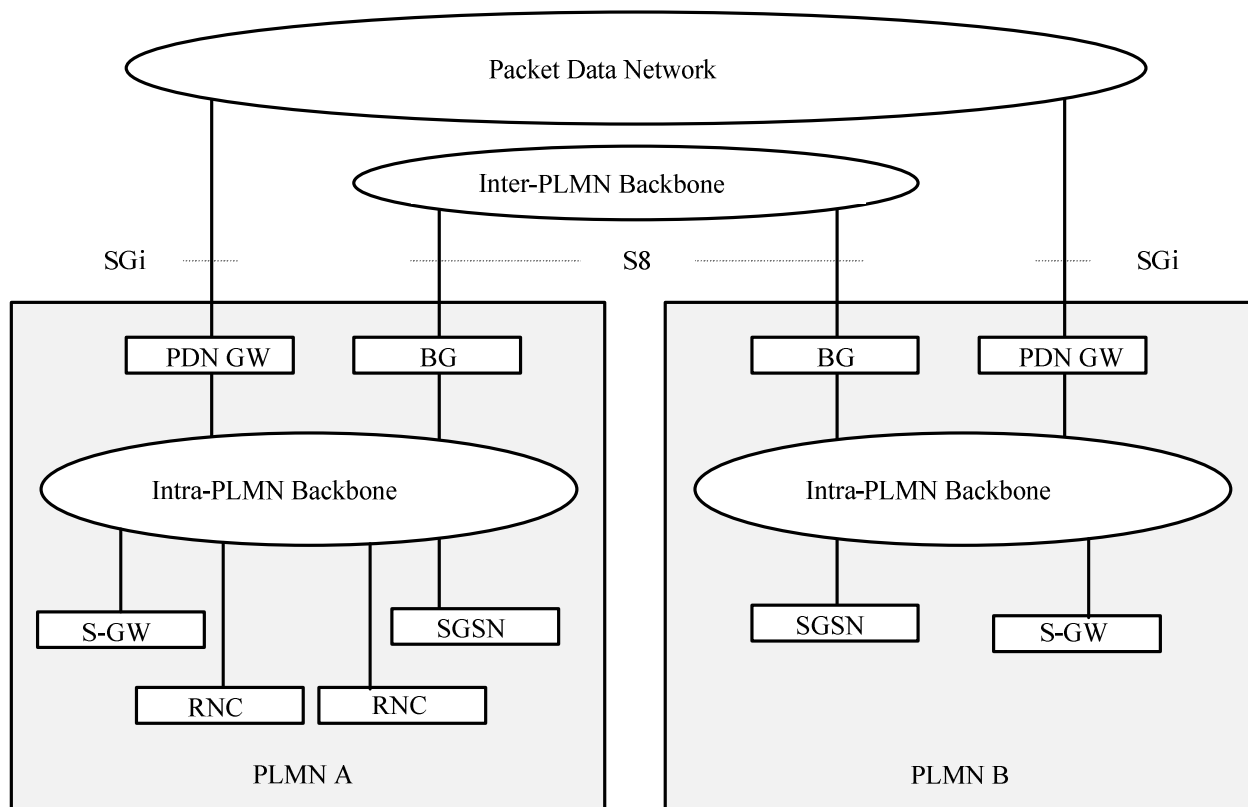 Packet Data Network
Inter-PLMN Backbone
SGi
S8
SGi
PDN GW
BG
BG
PDN GW
Intra-PLMN Backbone
Intra-PLMN Backbone
S-GW
SGSN
SGSN
S-GW
RNC
RNC
PLMN A
PLMN B